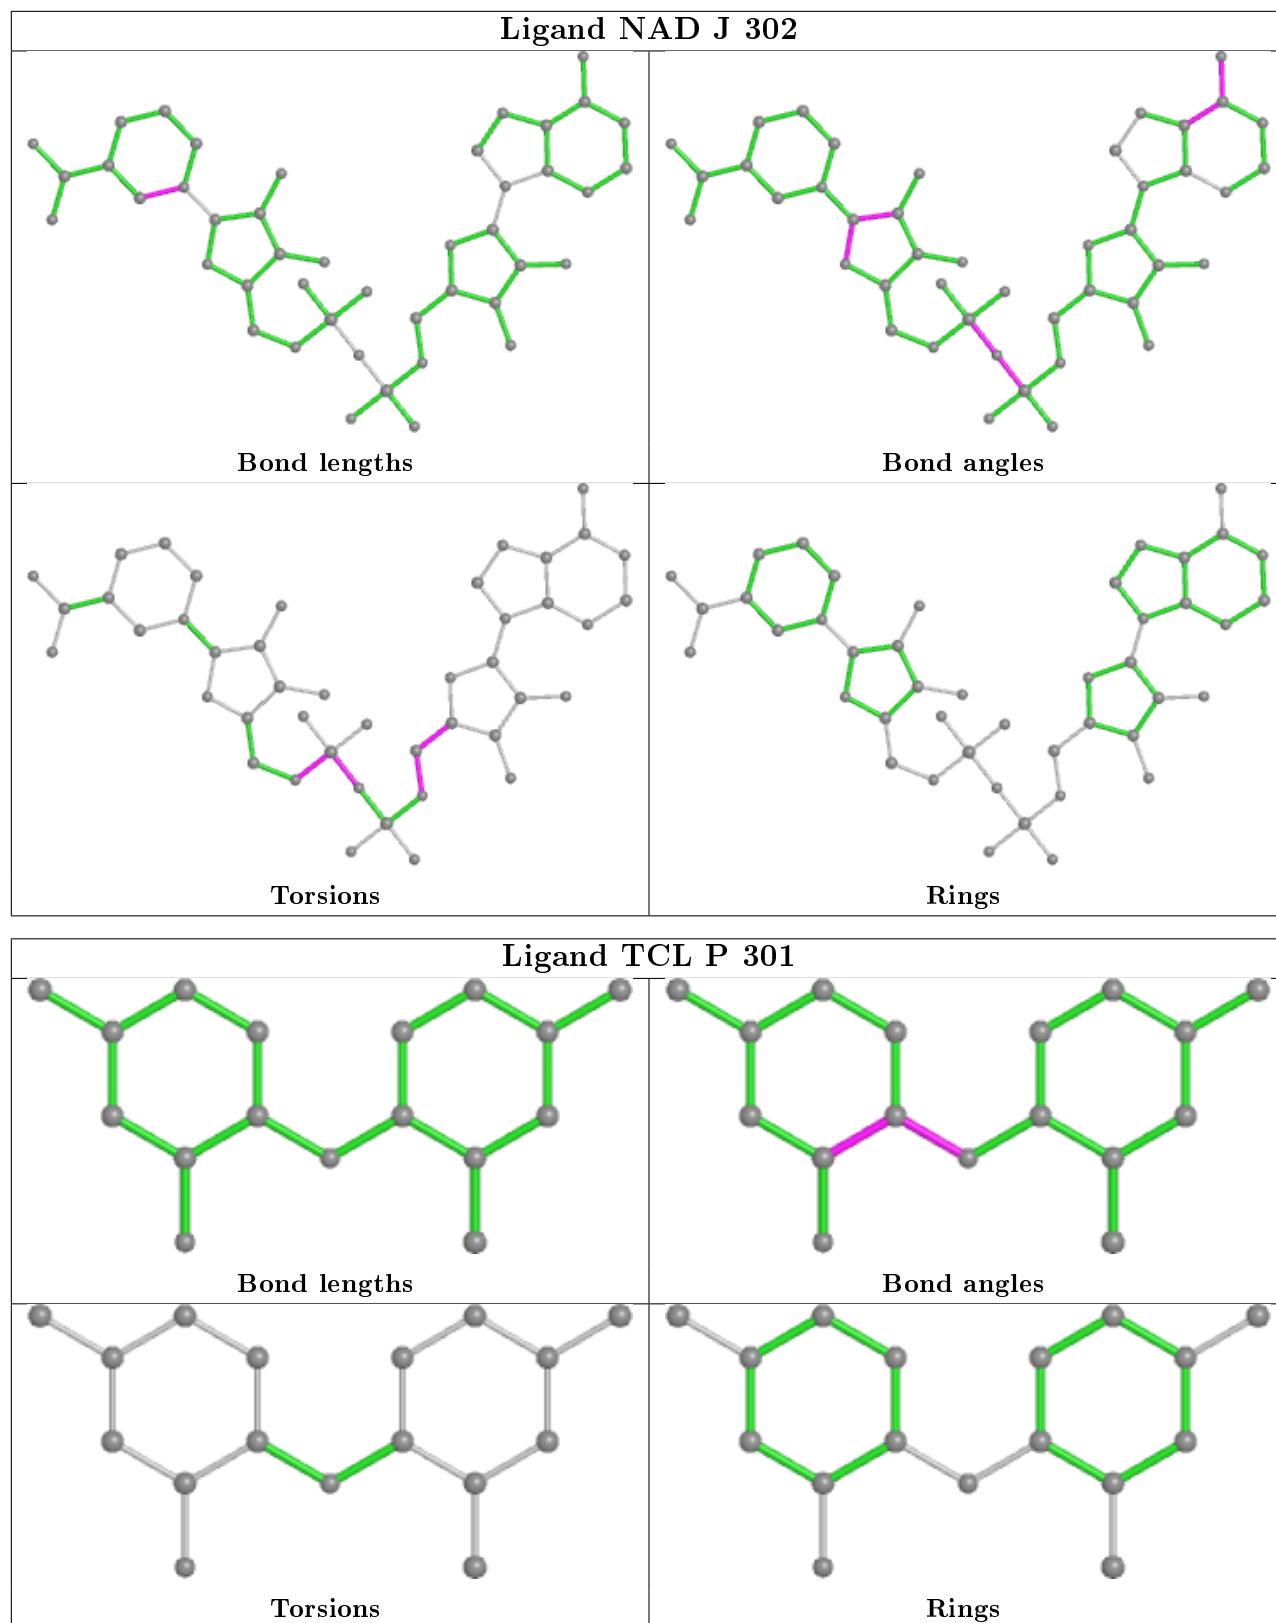 Ligand NAD J 302
Bond lengths
Bond angles
Torsions
Rings
Ligand TCL P 301
Bond lengths
Bond angles
Torsions
Rings